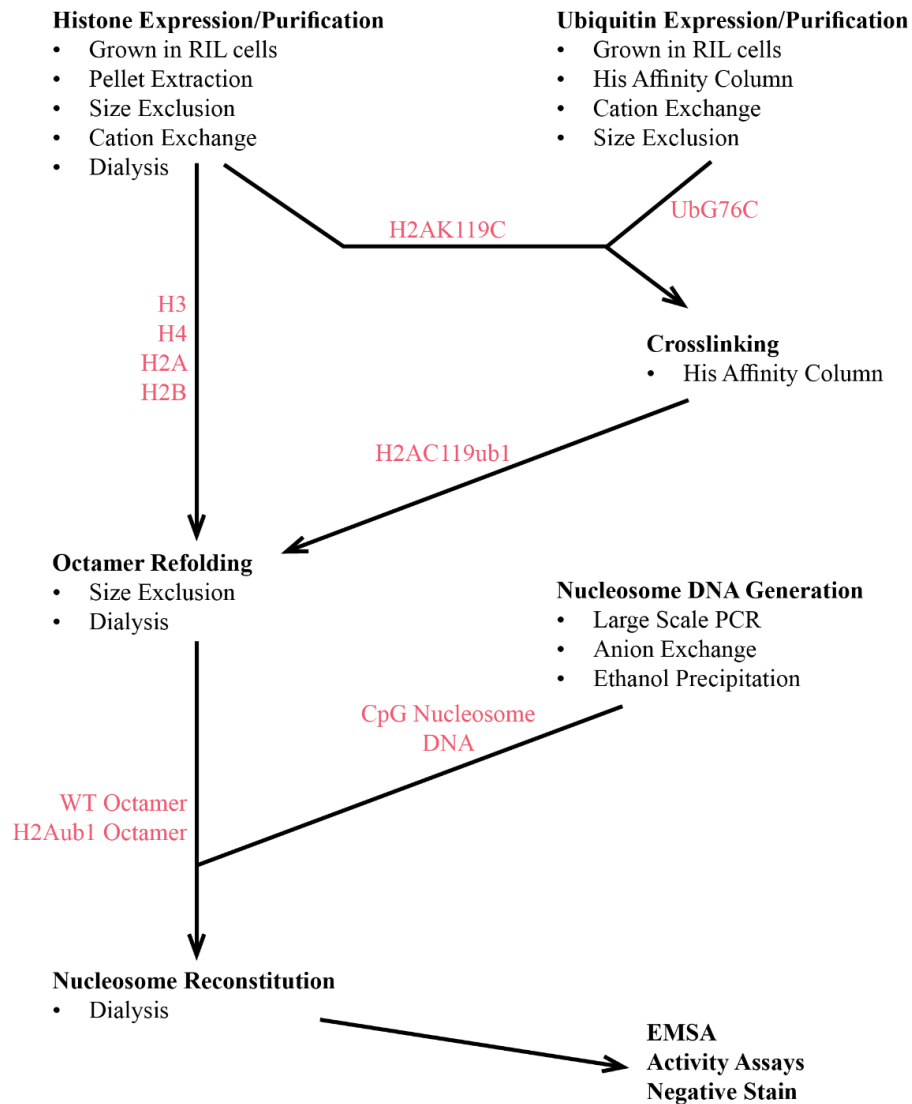 Histone Expression/Purification
• Grown in RIL cells
• Pellet Extraction
• Size Exclusion
• Cation Exchange
• Dialysis
Ubiquitin Expression/Purification
• Grown in RIL cells
• His Affinity Column
• Cation Exchange
• Size Exclusion
UbG76C
H2AK119C
H3
H4
H2A
H2B
Crosslinking
• His Affinity Column
H2AC119ub1
Octamer Refolding
• Size Exclusion
• Dialysis
Nucleosome DNA Generation
• Large Scale PCR
• Anion Exchange
• Ethanol Precipitation
CpG Nucleosome
DNA
WT Octamer
H2Aub1 Octamer
Nucleosome Reconstitution
• Dialysis
EMSA
Activity Assays
Negative Stain